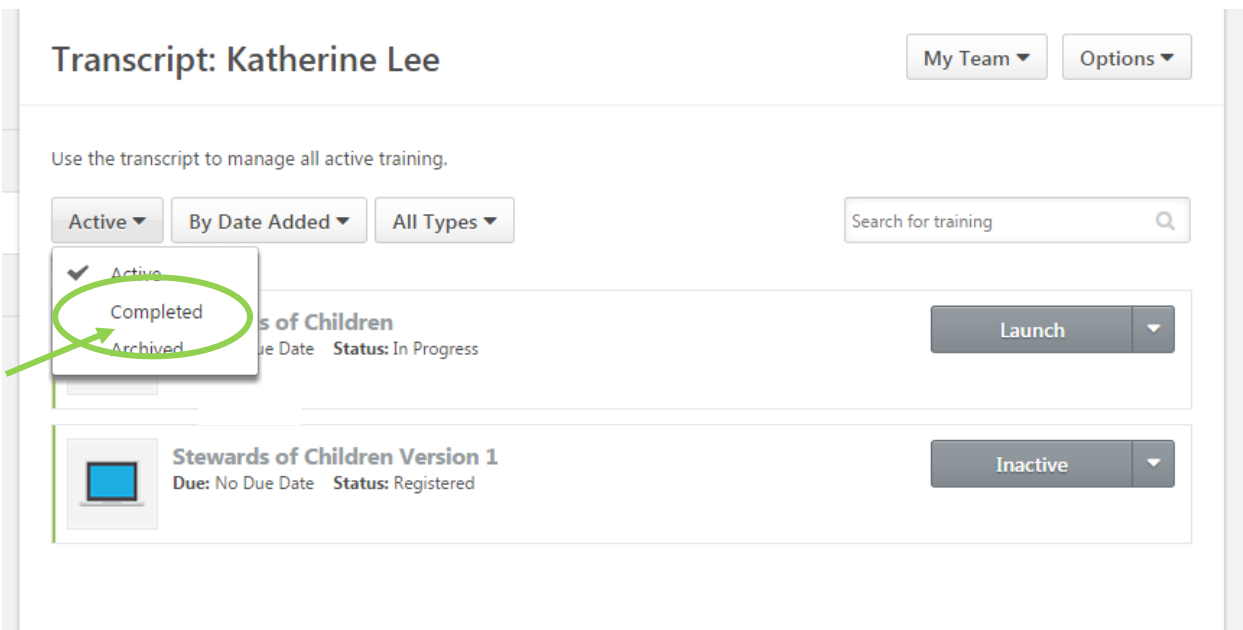 Transcript: Katherine Lee
My Team
Options
Use the transcript to manage all active training.
Active
By Date Added
All Types
Search for training
Active
Completed
Archived
s of Children
ue Date Status: In Progress
Launch
Stewards of Children Version 1
Due: No Due Date Status: Registered
Inactive